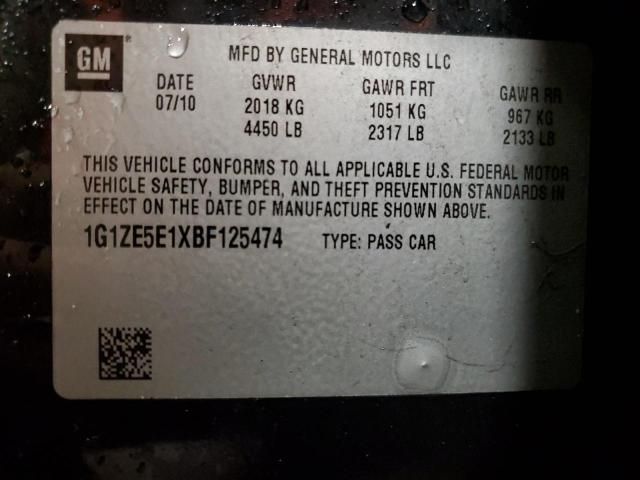 GM
MFD BY GENERAL MOTORS LLC
DATE GVWR GAWR FRT GAWR RR
07/10 2018 KG 1051 KG 967 KG
4450 LB 2317 LB 2133 LB
THIS VEHICLE CONFORMS TO ALL APPLICABLE U.S. FEDERAL MOTOR
VEHICLE SAFETY, BUMPER, AND THEFT PREVENTION STANDARDS IN
EFFECT ON THE DATE OF MANUFACTURE SHOWN ABOVE.
1G1ZE5E1XBF125474 TYPE: PASS CAR